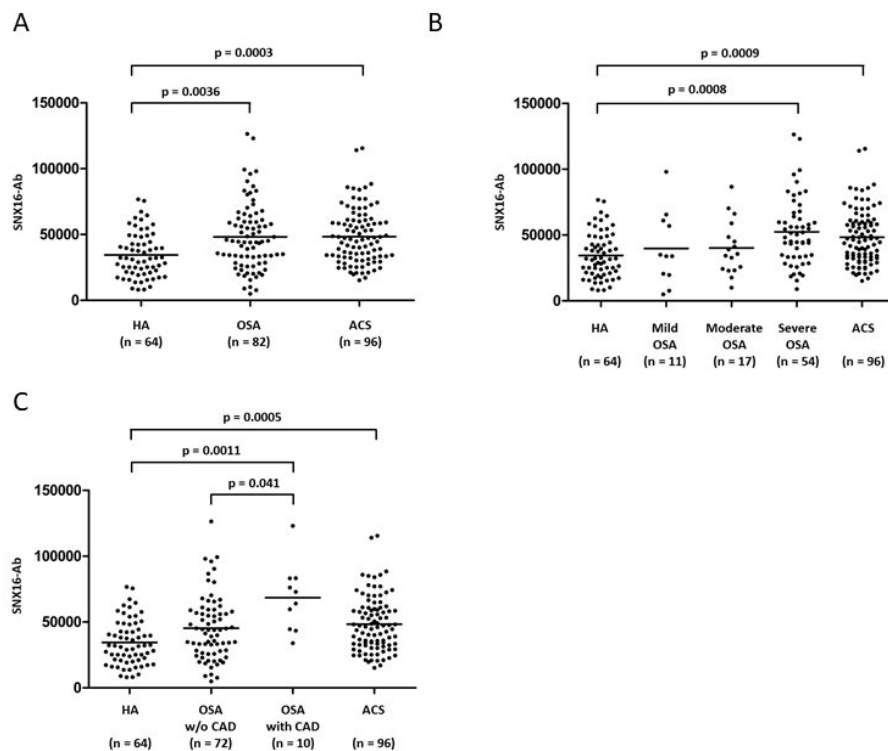 A
p = 0.0003
p = 0.0036
150000
100000
50000
0
SNX16-Ab
HA OSA ACS
(n = 64) (n = 82) (n = 96)
B
p = 0.0009
p = 0.0008
150000
100000
50000
0
SNX16-Ab
HA Mild Moderate Severe ACS
OSA OSA OSA
(n = 64) (n = 11) (n = 17) (n = 54) (n = 96)
C
p = 0.0005
p = 0.0011
p = 0.041
150000
100000
50000
0
SNX16-Ab
HA OSA OSA ACS
w/o CAD with CAD
(n = 64) (n = 72) (n = 10) (n = 96)